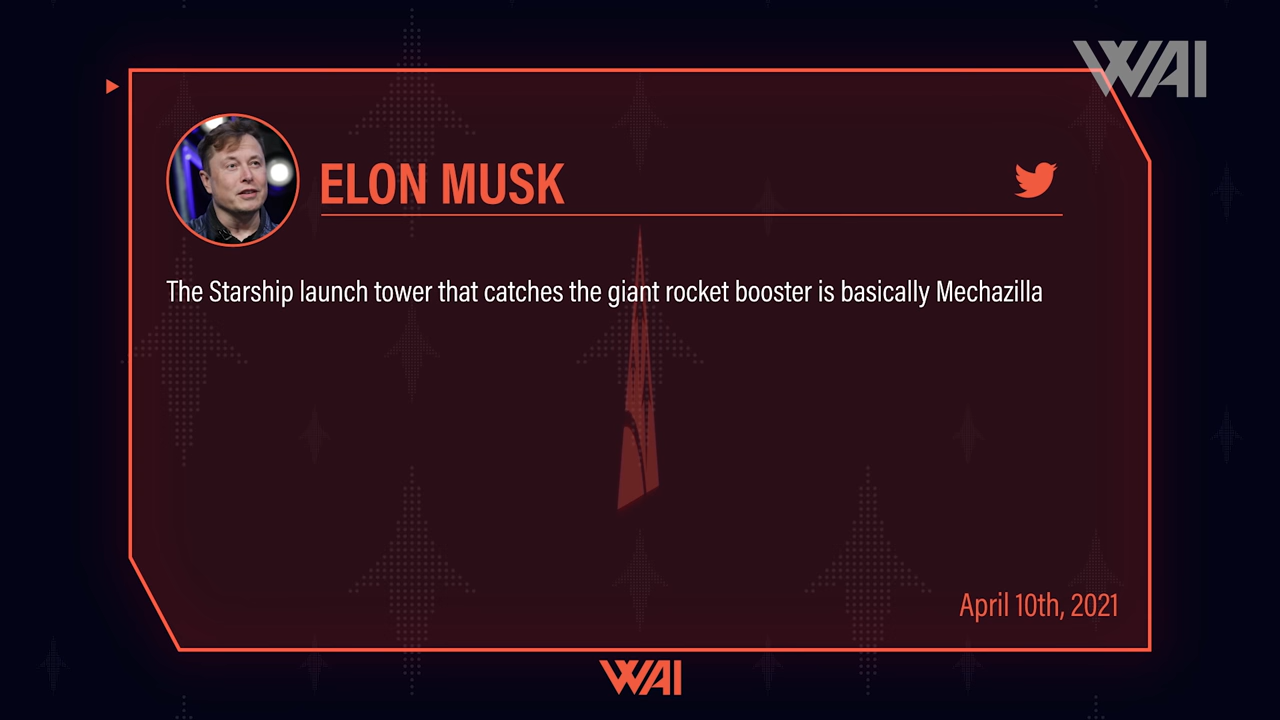 WAI
ELON MUSK
The Starship launch tower that catches the giant rocket booster is basically Mechazilla
April 10th, 2021
WAI